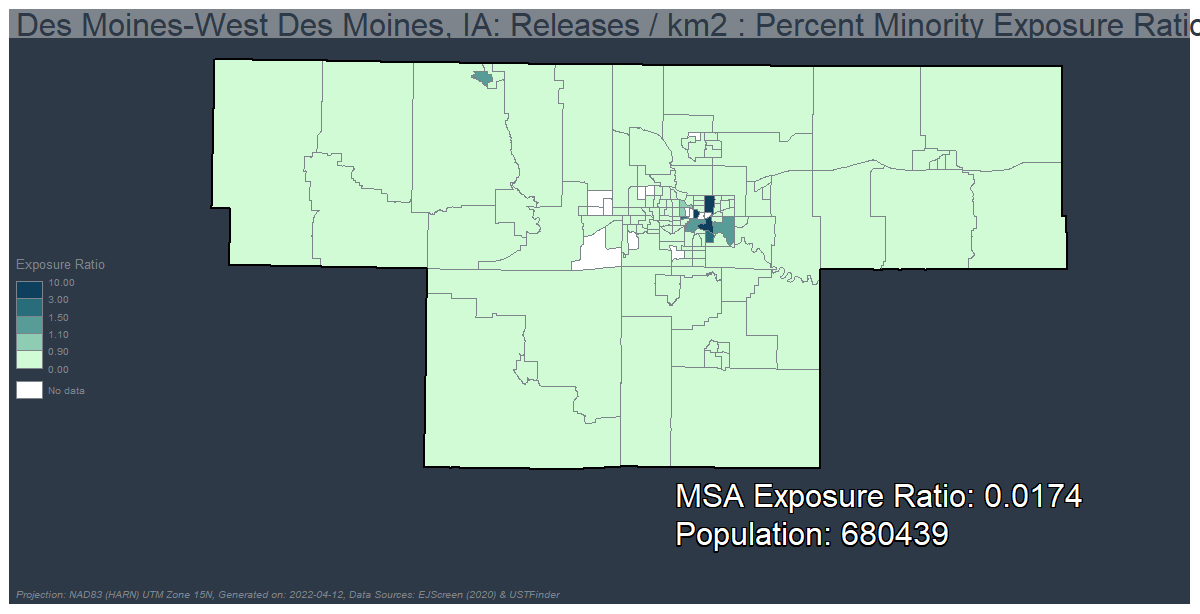 Des Moines-West Des Moines, IA: Releases / km2 : Percent Minority Exposure Ratio
Exposure Ratio
10.00
3.00
1.50
1.10
0.90
0.00
No data
MSA Exposure Ratio: 0.0174
Population: 680439
Projection: NAD83 (HARN) UTM Zone 15N, Generated on: 2022-04-12, Data Sources: EJScreen (2020) & USTFinder